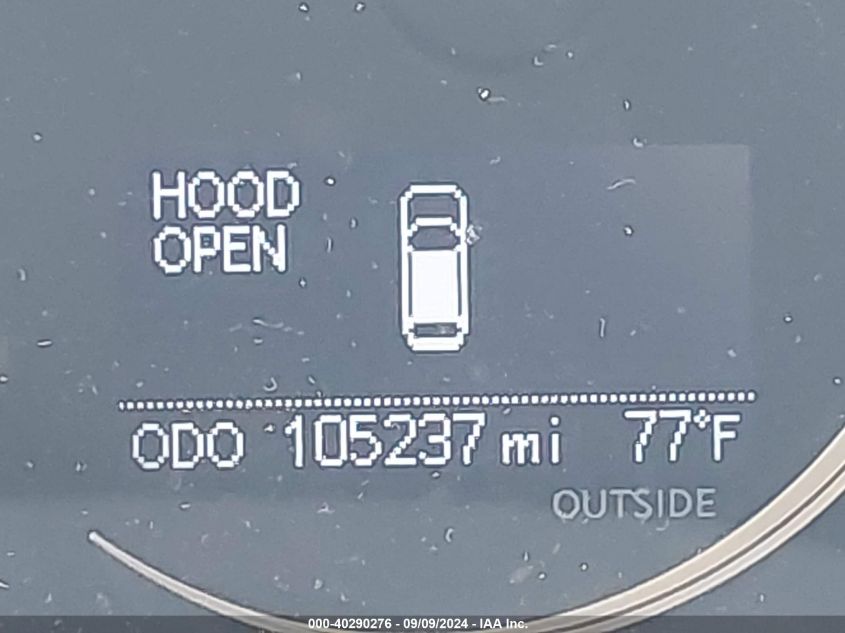 HOOD
OPEN
ODO 105237 mi 77°F
OUTSIDE
000-40290276 - 09/09/2024 - IAA Inc.